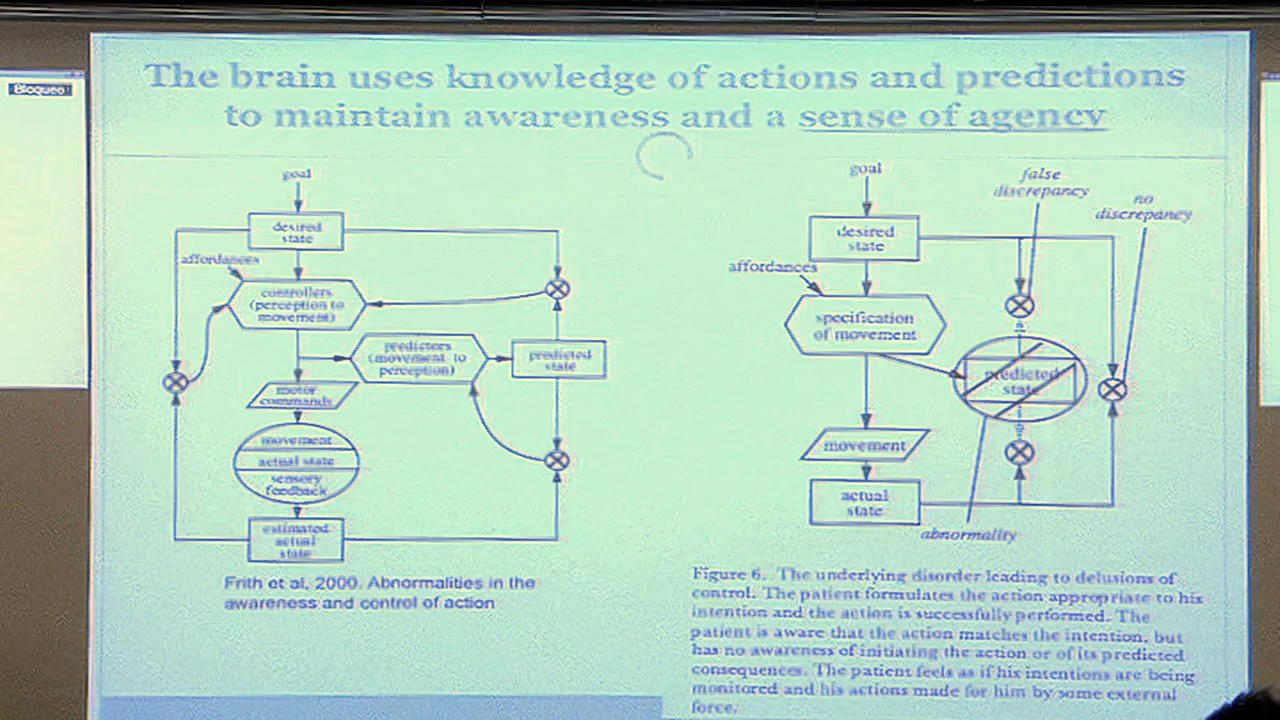 Bloqueo
The brain uses knowledge of actions and predictions
to maintain awareness and a sense of agency
goal
desired
state
affordances
controllers
(perception to
movement)
predictors
(movement to
perception)
predicted
state
motor
commands
movement
actual state
sensory
feedback
estimated
actual
state
Frith et al, 2000. Abnormalities in the
awareness and control of action
goal
false
discrepancy
no
discrepancy
desired
state
affordances
specification
of movement
predicted
state
movement
actual
state
abnormality
Figure 6. The underlying disorder leading to delusions of
control. The patient formulates the action appropriate to his
intention and the action is successfully performed. The
patient is aware that the action matches the intention, but
has no awareness of initiating the action or of its predicted
consequences. The patient feels as if his intentions are being
monitored and his actions made for him by some external
force.